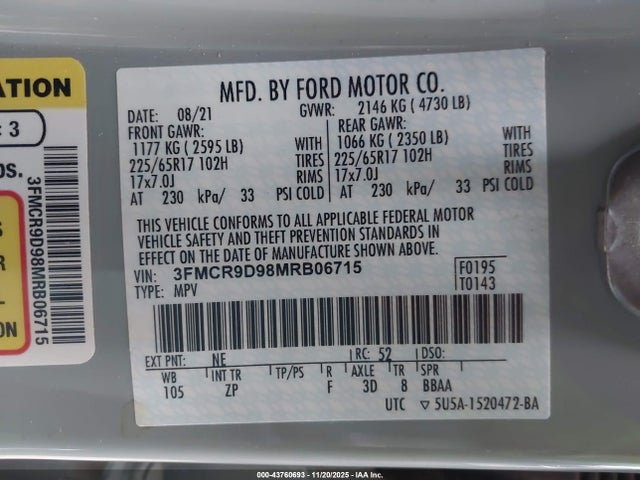 ATION
: 3
os.
3FMCR9D98MRB06715
R
L
ON
MFD. BY FORD MOTOR CO.
DATE: 08/21 GVWR: 2146 KG ( 4730 LB)
FRONT GAWR: REAR GAWR:
1177 KG ( 2595 LB) WITH 1066 KG ( 2350 LB) WITH
225/65R17 102H TIRES 225/65R17 102H TIRES
17x7.0J RIMS 17x7.0J RIMS
AT 230 kPa/ 33 PSI COLD AT 230 kPa/ 33 PSI COLD
THIS VEHICLE CONFORMS TO ALL APPLICABLE FEDERAL MOTOR
VEHICLE SAFETY AND THEFT PREVENTION STANDARDS IN
EFFECT ON THE DATE OF MANUFACTURE SHOWN ABOVE.
VIN: 3FMCR9D98MRB06715 F0195
TYPE: MPV T0143
EXT PNT: NE RC: 52 DSO:
WB INT TR TP/PS R AXLE TR SPR
105 ZP F 3D 8 BBAA
UTC ▽ 5U5A-1520472-BA
000-43760693 - 11/20/2025 - IAA Inc.